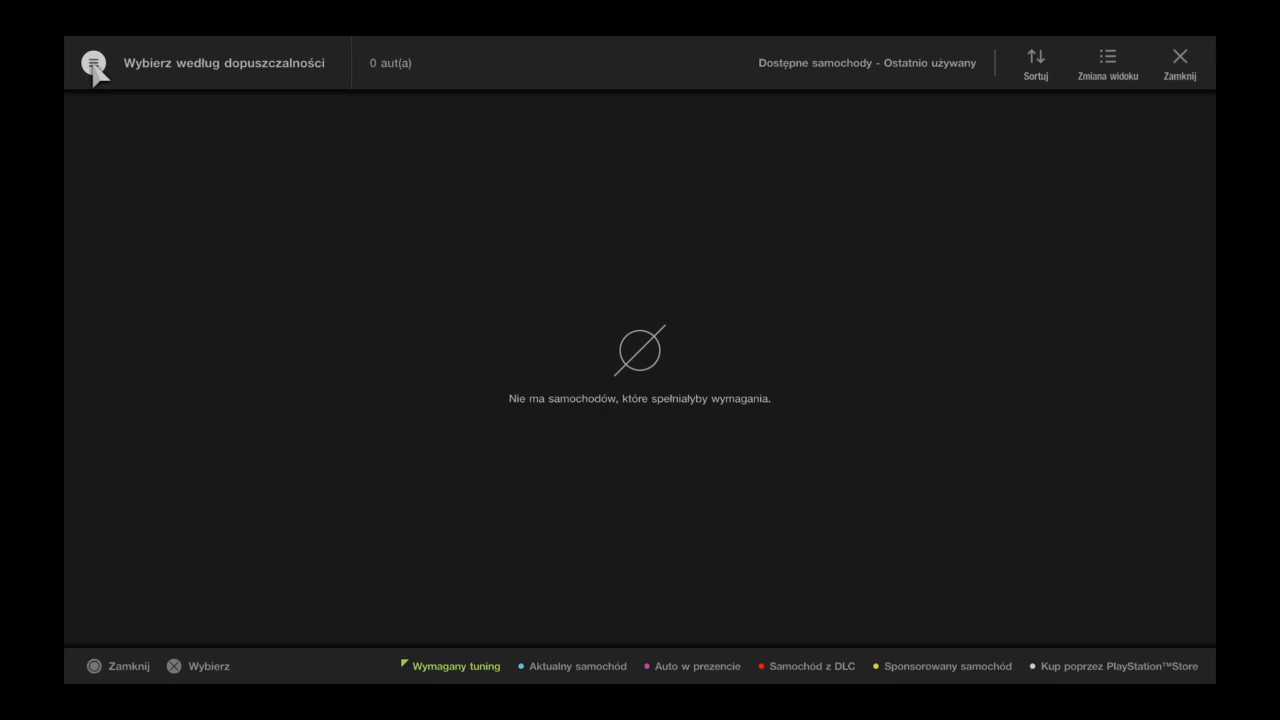 Wybierz według dopuszczalności
0 aut(a)
Dostępne samochody - Ostatnio używany
Sortuj
Zmiana widoku
Zamknij
Nie ma samochodów, które spełniałyby wymagania.
Zamknij
Wybierz
Wymagany tuning
Aktualny samochód
Auto w prezencie
Samochód z DLC
Sponsorowany samochód
Kup poprzez PlayStation™Store